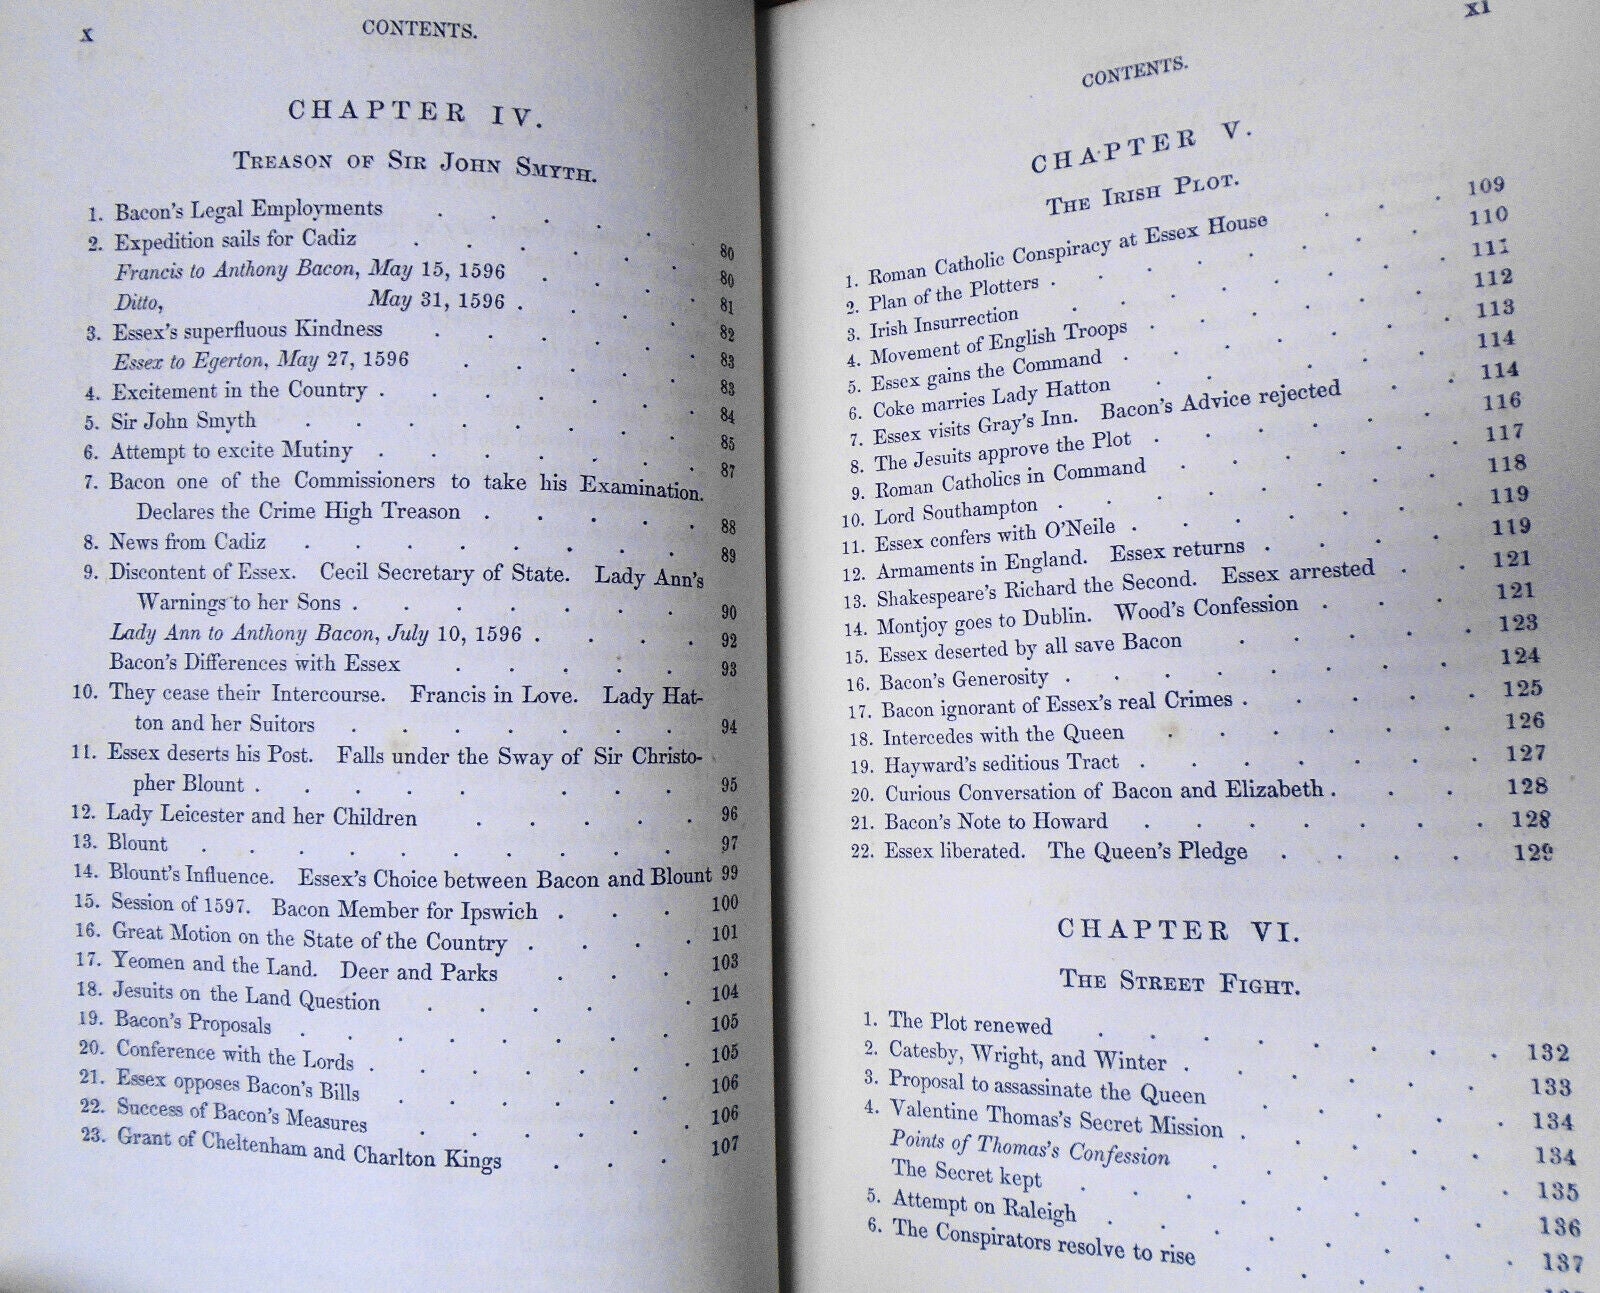 x
CONTENTS.
CHAPTER IV.
TREASON OF SIR JOHN SMYTH.
1. Bacon's Legal Employments . . . . . 80
2. Expedition sails for Cadiz . . . . . . 80
Francis to Anthony Bacon, May 15, 1596 . . . 81
Ditto, May 31, 1596 . . . . 82
3. Essex's superfluous Kindness . . . . . 83
Essex to Egerton, May 27, 1596 . . . . . 83
4. Excitement in the Country . . . . . . 84
5. Sir John Smyth . . . . . . . . 85
6. Attempt to excite Mutiny . . . . . . 87
7. Bacon one of the Commissioners to take his Examination.
Declares the Crime High Treason . . . . . 88
8. News from Cadiz . . . . . . . . 89
9. Discontent of Essex. Cecil Secretary of State. Lady Ann's
Warnings to her Sons . . . . . . . 90
Lady Ann to Anthony Bacon, July 10, 1596 . . . . 92
Bacon's Differences with Essex . . . . . 93
10. They cease their Intercourse. Francis in Love. Lady Hat-
ton and her Suitors . . . . . . . 94
11. Essex deserts his Post. Falls under the Sway of Sir Christo-
pher Blount . . . . . . . . 95
12. Lady Leicester and her Children . . . . . 96
13. Blount . . . . . . . . . . 97
14. Blount's Influence. Essex's Choice between Bacon and Blount 99
15. Session of 1597. Bacon Member for Ipswich . . . 100
16. Great Motion on the State of the Country . . . . 101
17. Yeomen and the Land. Deer and Parks . . . 103
18. Jesuits on the Land Question . . . . . 104
19. Bacon's Proposals . . . . . . . . 105
20. Conference with the Lords . . . . . . . 105
21. Essex opposes Bacon's Bills . . . . . . 106
22. Success of Bacon's Measures . . . . . . 106
23. Grant of Cheltenham and Charlton Kings . . . 107
xi
CONTENTS.
CHAPTER V.
THE IRISH PLOT.
1. Roman Catholic Conspiracy at Essex House . . . 109
2. Plan of the Plotters . . . . . . . . 110
3. Irish Insurrection . . . . . . . . 111
4. Movement of English Troops . . . . . . 112
5. Essex gains the Command . . . . . . 113
6. Coke marries Lady Hatton . . . . . . 114
7. Essex visits Gray's Inn. Bacon's Advice rejected . . 114
8. The Jesuits approve the Plot . . . . . . 116
9. Roman Catholics in Command . . . . . . 117
10. Lord Southampton . . . . . . . . 118
11. Essex confers with O'Neile . . . . . . . 119
12. Armaments in England. Essex returns . . . . 119
13. Shakespeare's Richard the Second. Essex arrested . . 121
14. Montjoy goes to Dublin. Wood's Confession . . . 121
15. Essex deserted by all save Bacon . . . . . 123
16. Bacon's Generosity . . . . . . . . 124
17. Bacon ignorant of Essex's real Crimes . . . . . 125
18. Intercedes with the Queen . . . . . . 126
19. Hayward's seditious Tract . . . . . . . 127
20. Curious Conversation of Bacon and Elizabeth . . . 128
21. Bacon's Note to Howard . . . . . . . 128
22. Essex liberated. The Queen's Pledge . . . . 129
CHAPTER VI.
THE STREET FIGHT.
1. The Plot renewed . . . . . . . . 132
2. Catesby, Wright, and Winter . . . . . . 133
3. Proposal to assassinate the Queen . . . . . 134
4. Valentine Thomas's Secret Mission . . . . . . 134
Points of Thomas's Confession . . . . . . 135
The Secret kept . . . . . . . . 136
5. Attempt on Raleigh . . . . . . . . 137
6. The Conspirators resolve to rise . . . . .